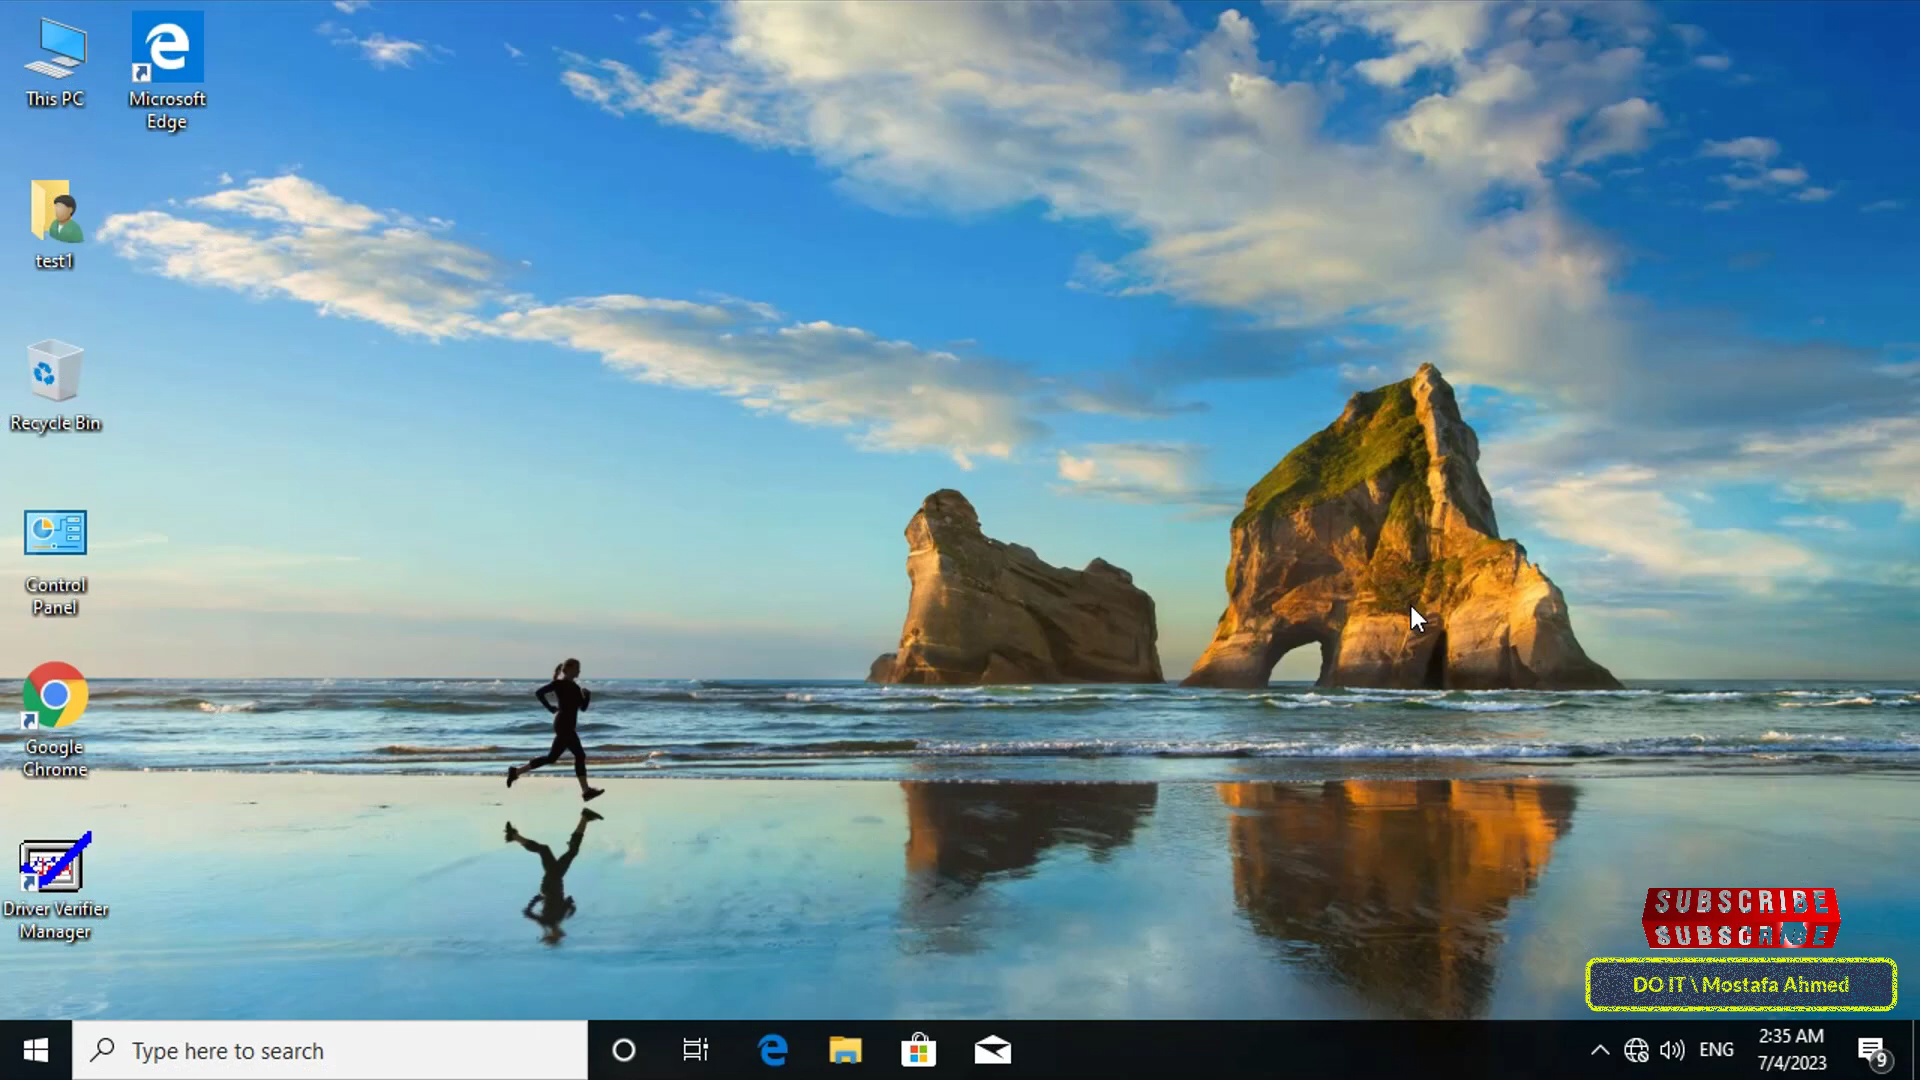 This PC
Microsoft
Edge
test1
Recycle Bin
Control
Panel
Google
Chrome
Driver Verifier
Manager
SUBSCRIBE
SUBSCRIBE
DO IT \ Mostafa Ahmed
Type here to search
ENG
2:35 AM
7/4/2023
9